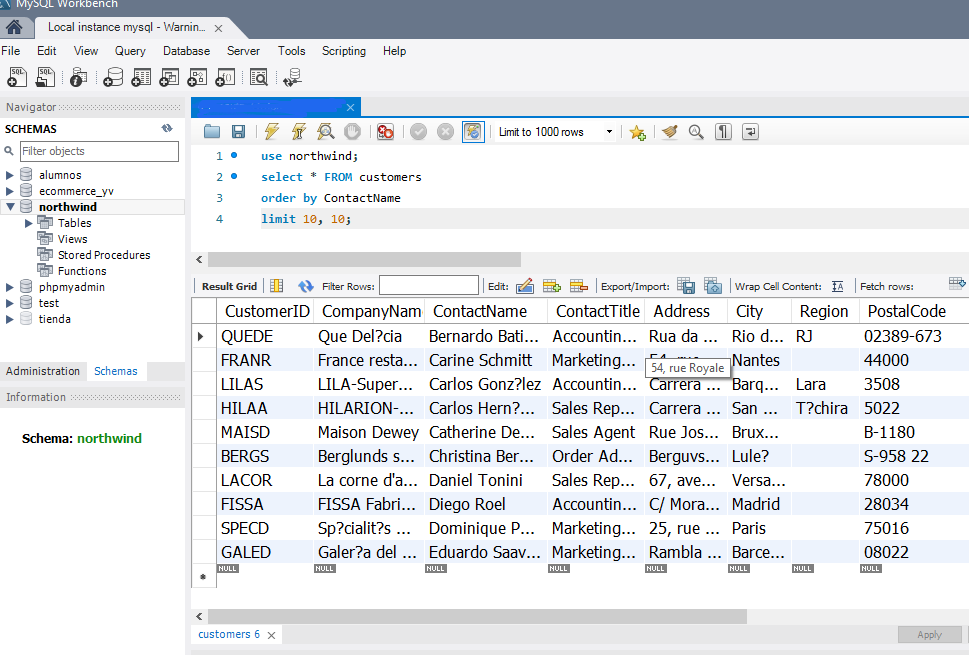 MySQL Workbench
Local instance mysql - Warnin...
File Edit View Query Database Server Tools Scripting Help
Navigator
SCHEMAS
Filter objects
alumnos
ecommerce_yv
northwind
Tables
Views
Stored Procedures
Functions
phpmyadmin
test
tienda
Administration Schemas
Information
Schema: northwind
Limit to 1000 rows
1 use northwind;
2 select * FROM customers
3 order by ContactName
4 limit 10, 10;
Result Grid Filter Rows: Edit: Export/Import: Wrap Cell Content: Fetch rows:
CustomerID CompanyNam ContactName ContactTitle Address City Region PostalCode
QUEDE Que Del?cia Bernardo Bati... Accountin... Rua da ... Rio d... RJ 02389-673
FRANR France resta... Carine Schmitt Marketing... 54, rue Nantes 44000
54, rue Royale
LILAS LILA-Super... Carlos Gonz?lez Accountin... Carrera ... Barq... Lara 3508
HILAA HILARION-... Carlos Hern?... Sales Rep... Carrera ... San ... T?chira 5022
MAISD Maison Dewey Catherine De... Sales Agent Rue Jos... Brux... B-1180
BERGS Berglunds s... Christina Ber... Order Ad... Berguvs... Lule? S-958 22
LACOR La corne d'a... Daniel Tonini Sales Rep... 67, ave... Versa... 78000
FISSA FISSA Fabri... Diego Roel Accountin... C/ Mora... Madrid 28034
SPECD Sp?cialit?s ... Dominique P... Marketing... 25, rue ... Paris 75016
GALED Galer?a del ... Eduardo Saav... Marketing... Rambla ... Barce... 08022
NULL NULL NULL NULL NULL NULL NULL NULL
customers 6
Apply